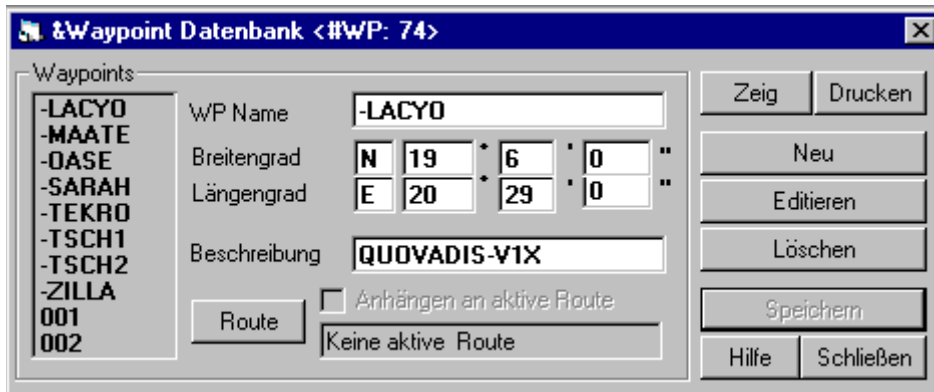 &Waypoint Datenbank <#WP: 74>
Waypoints
-LACYO
-MAATE
-OASE
-SARAH
-TEKRO
-TSCH1
-TSCH2
-ZILLA
001
002
WP Name -LACYO
Breitengrad N 19 ° 6 ' 0 "
Längengrad E 20 ° 29 ' 0 "
Beschreibung QUOVADIS-V1X
Route
Anhängen an aktive Route
Keine aktive Route
Zeig Drucken
Neu
Editieren
Löschen
Speichern
Hilfe Schließen